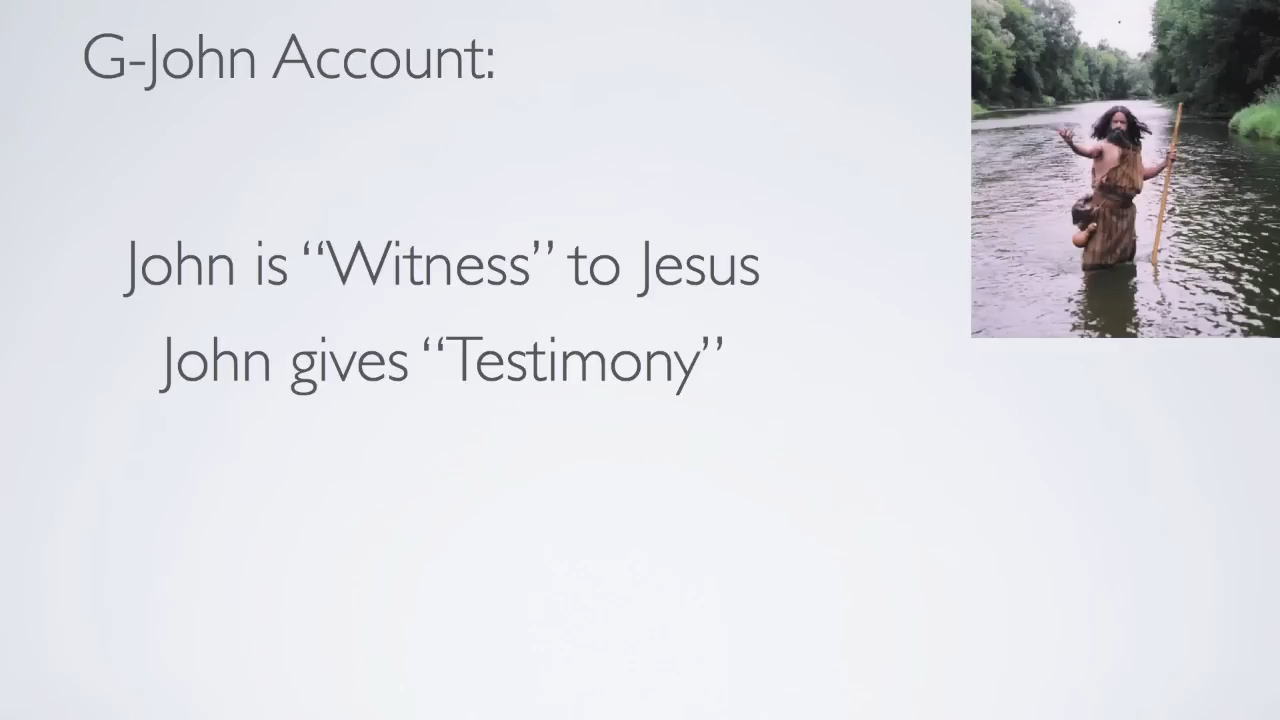 G-John Account:
John is “Witness” to Jesus
John gives “Testimony”